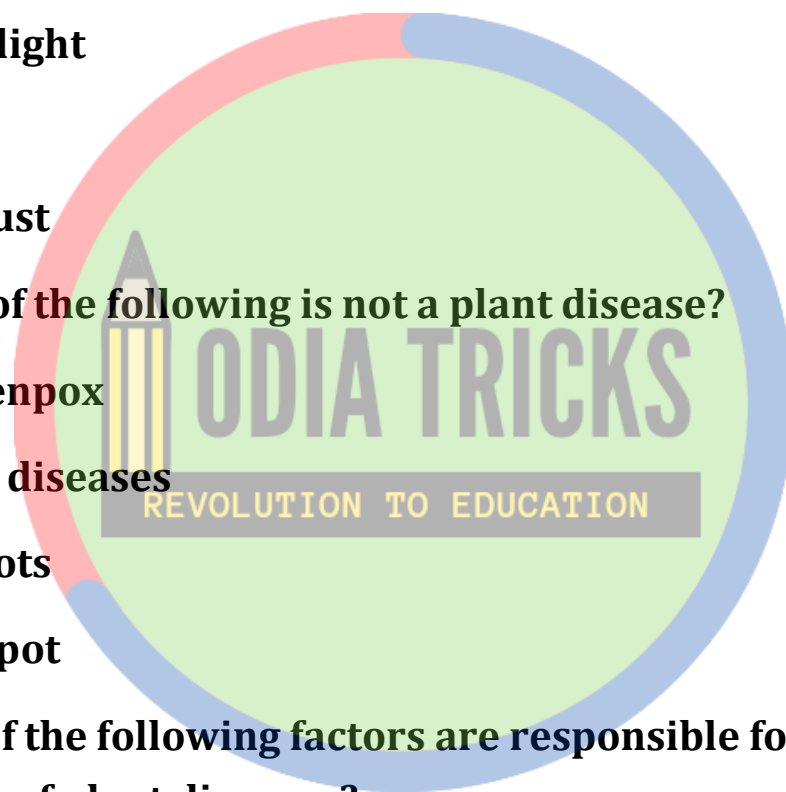 light
ust
of the following is not a plant disease?
enpox
ODIA TRICKS
diseases
REVOLUTION TO EDUCATION
ots
pot
f the following factors are responsible fo